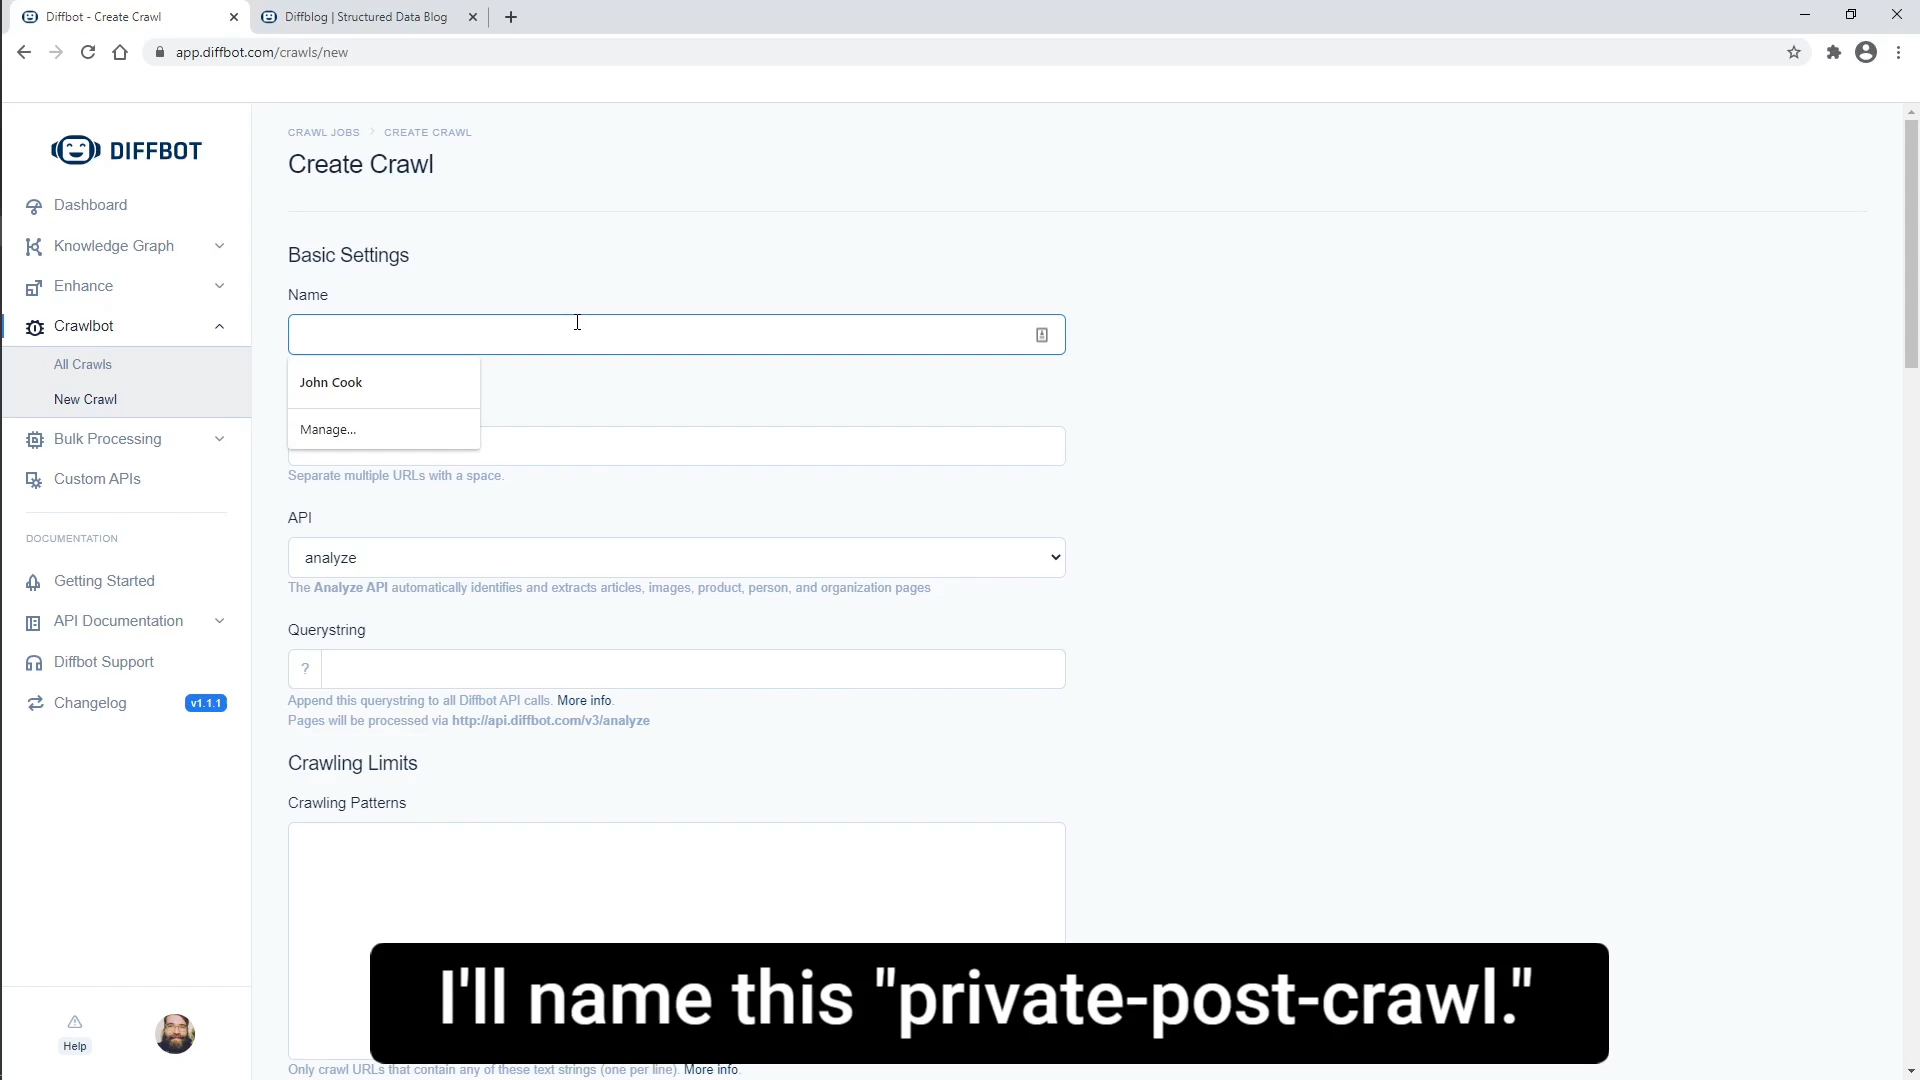 Diffbot - Create Crawl
Diffblog | Structured Data Blog
app.diffbot.com/crawls/new
DIFFBOT
Dashboard
Knowledge Graph
Enhance
Crawlbot
All Crawls
New Crawl
Bulk Processing
Custom APIs
DOCUMENTATION
Getting Started
API Documentation
Diffbot Support
Changelog
v1.1.1
Help
CRAWL JOBS > CREATE CRAWL
Create Crawl
Basic Settings
Name
John Cook
Manage...
Separate multiple URLs with a space.
API
analyze
The Analyze API automatically identifies and extracts articles, images, product, person, and organization pages
Querystring
?
Append this querystring to all Diffbot API calls. More info.
Pages will be processed via http://api.diffbot.com/v3/analyze
Crawling Limits
Crawling Patterns
I'll name this "private-post-crawl."
Only crawl URLs that contain any of these text strings (one per line). More info.